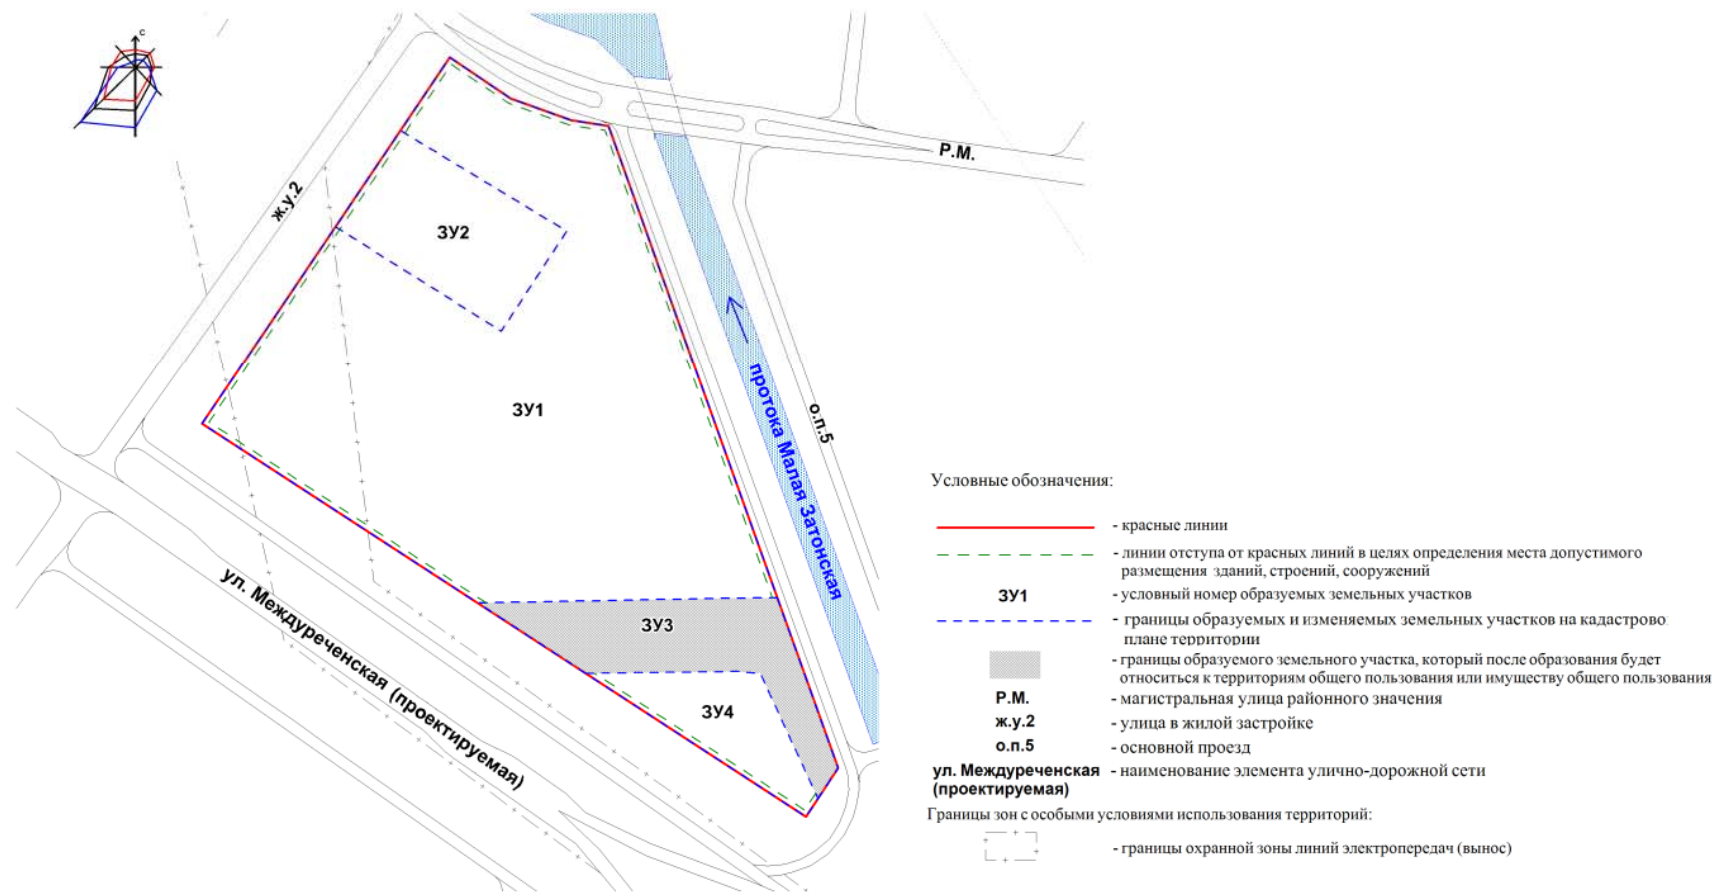 с
Р.М.
ж.у.2
ЗУ2
ЗУ1
протока Малая Затонская
о.п.5
ЗУ3
ЗУ4
ул. Междуреченская (проектируемая)
Условные обозначения:
- красные линии
- линии отступа от красных линий в целях определения места допустимого
размещения зданий, строений, сооружений
ЗУ1 - условный номер образуемых земельных участков
- границы образуемых и изменяемых земельных участков на кадастрово
плане территории
- границы образуемого земельного участка, который после образования будет
относиться к территориям общего пользования или имуществу общего пользования
Р.М. - магистральная улица районного значения
ж.у.2 - улица в жилой застройке
о.п.5 - основной проезд
ул. Междуреченская - наименование элемента улично-дорожной сети
(проектируемая)
Границы зон с особыми условиями использования территорий:
- границы охранной зоны линий электропередач (вынос)